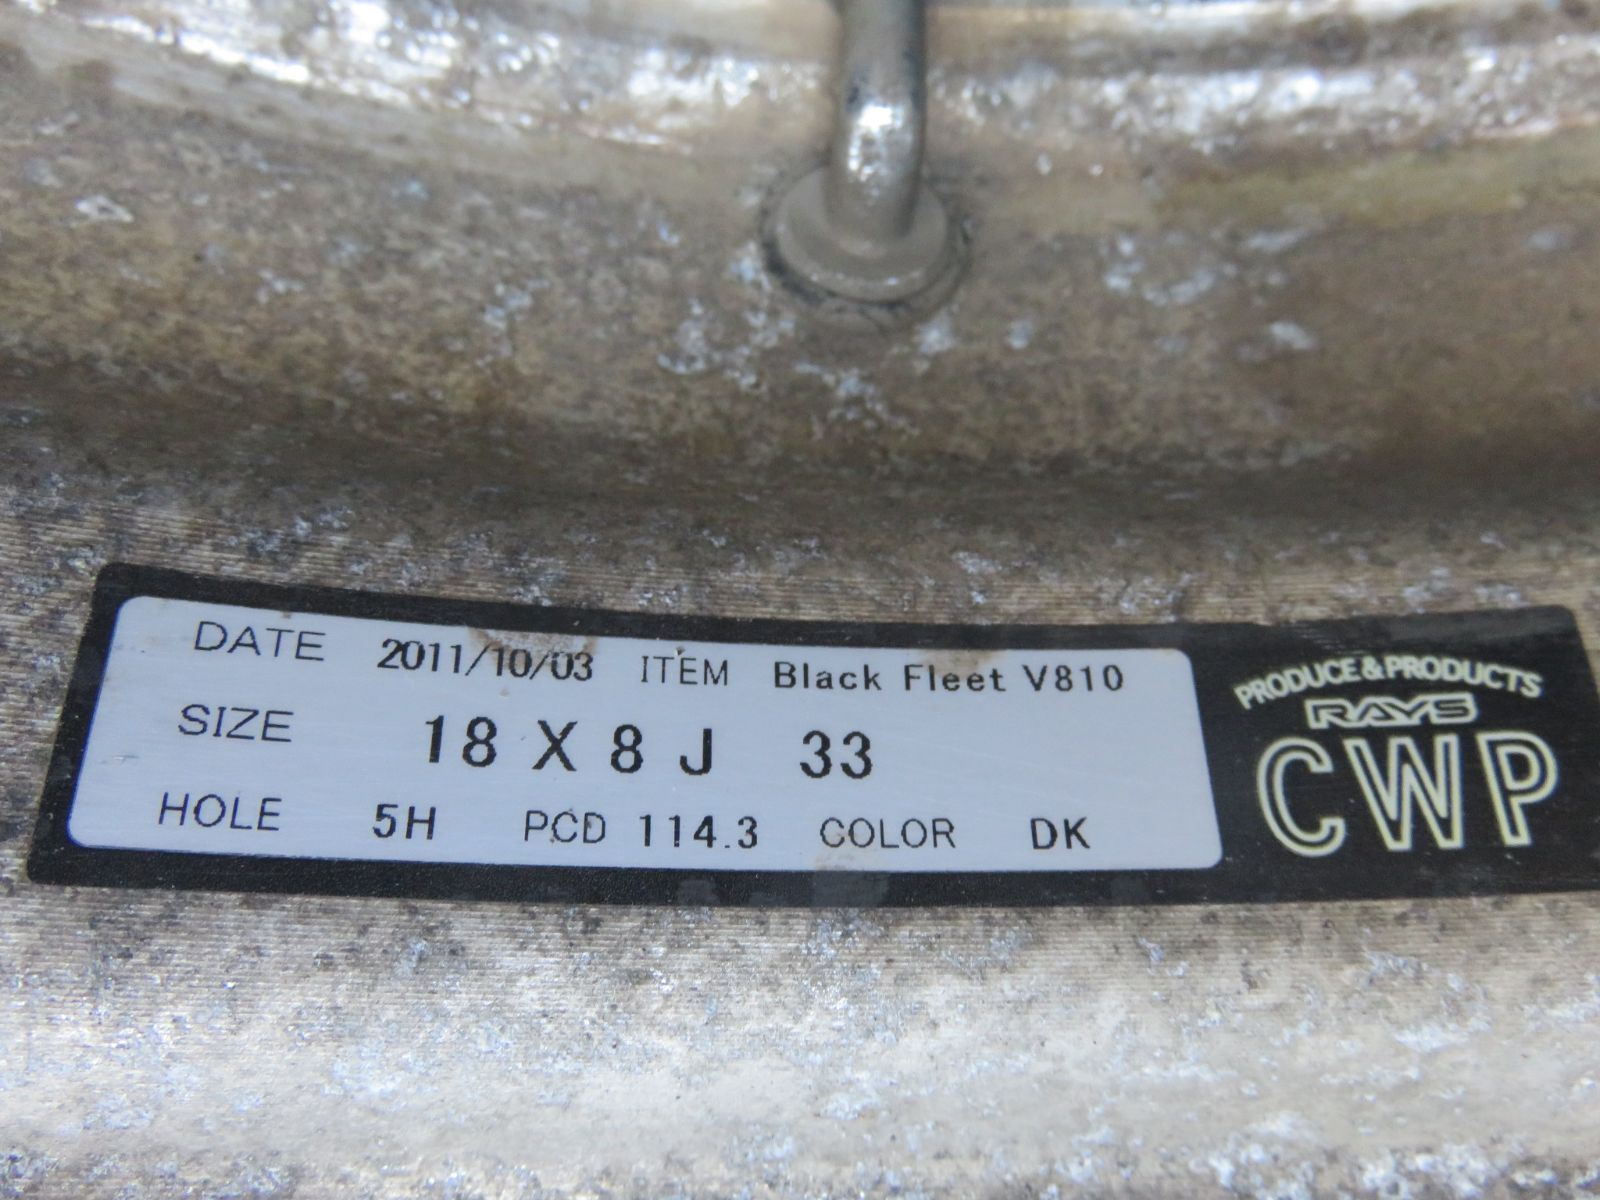 DATE 2011/10/03 ITEM Black Fleet V810
SIZE 18 X 8 J 33
HOLE 5H PCD 114.3 COLOR DK
PRODUCE & PRODUCTS
RAYS
CWP